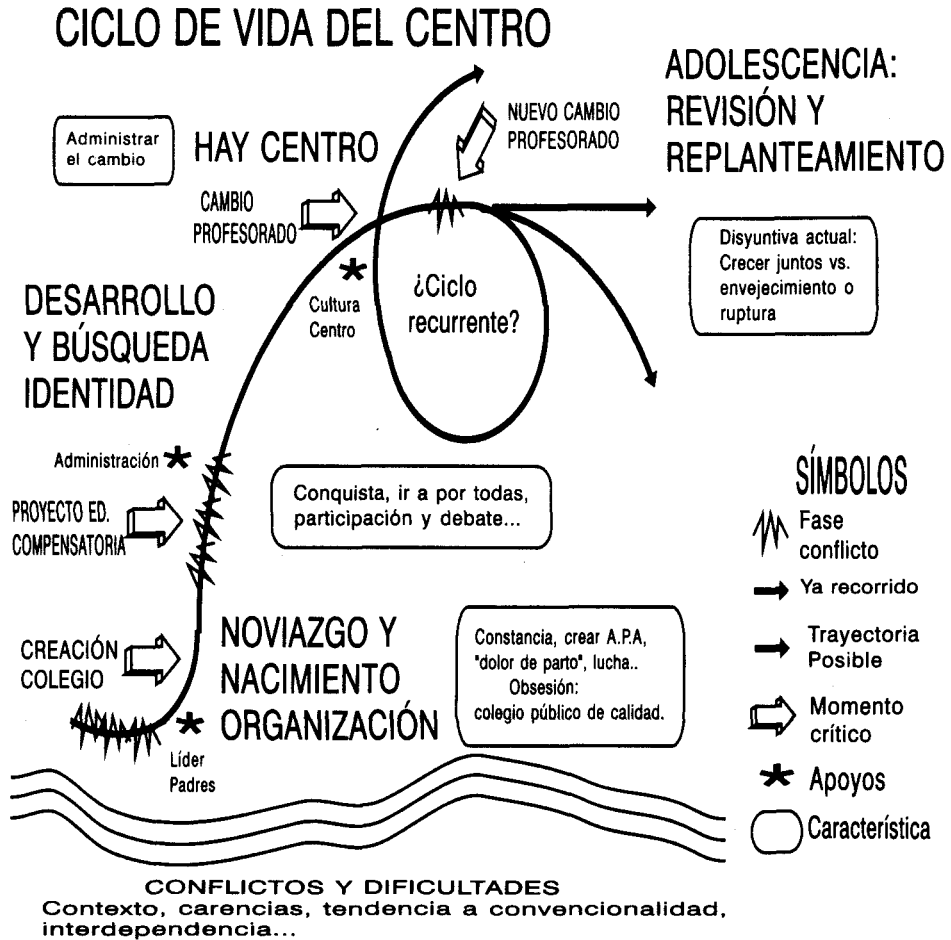 CICLO DE VIDA DEL CENTRO
ADOLESCENCIA:
REVISIÓN Y
REPLANTEAMIENTO
NUEVO CAMBIO
PROFESORADO
Administrar
el cambio
HAY CENTRO
CAMBIO
PROFESORADO
Disyuntiva actual:
Crecer juntos vs.
envejecimiento o
ruptura
¿Ciclo
recurrente?
Cultura
Centro
DESARROLLO
Y BÚSQUEDA
IDENTIDAD
Administración
PROYECTO ED.
COMPENSATORIA
Conquista, ir a por todas,
participación y debate...
SÍMBOLOS
Fase
conflicto
Ya recorrido
Trayectoria
Posible
Momento
crítico
Apoyos
Característica
CREACIÓN
COLEGIO
NOVIAZGO Y
NACIMIENTO
ORGANIZACIÓN
Constancia, crear A.P.A,
"dolor de parto", lucha..
Obsesión:
colegio público de calidad.
Líder
Padres
CONFLICTOS Y DIFICULTADES
Contexto, carencias, tendencia a convencionalidad,
interdependencia...